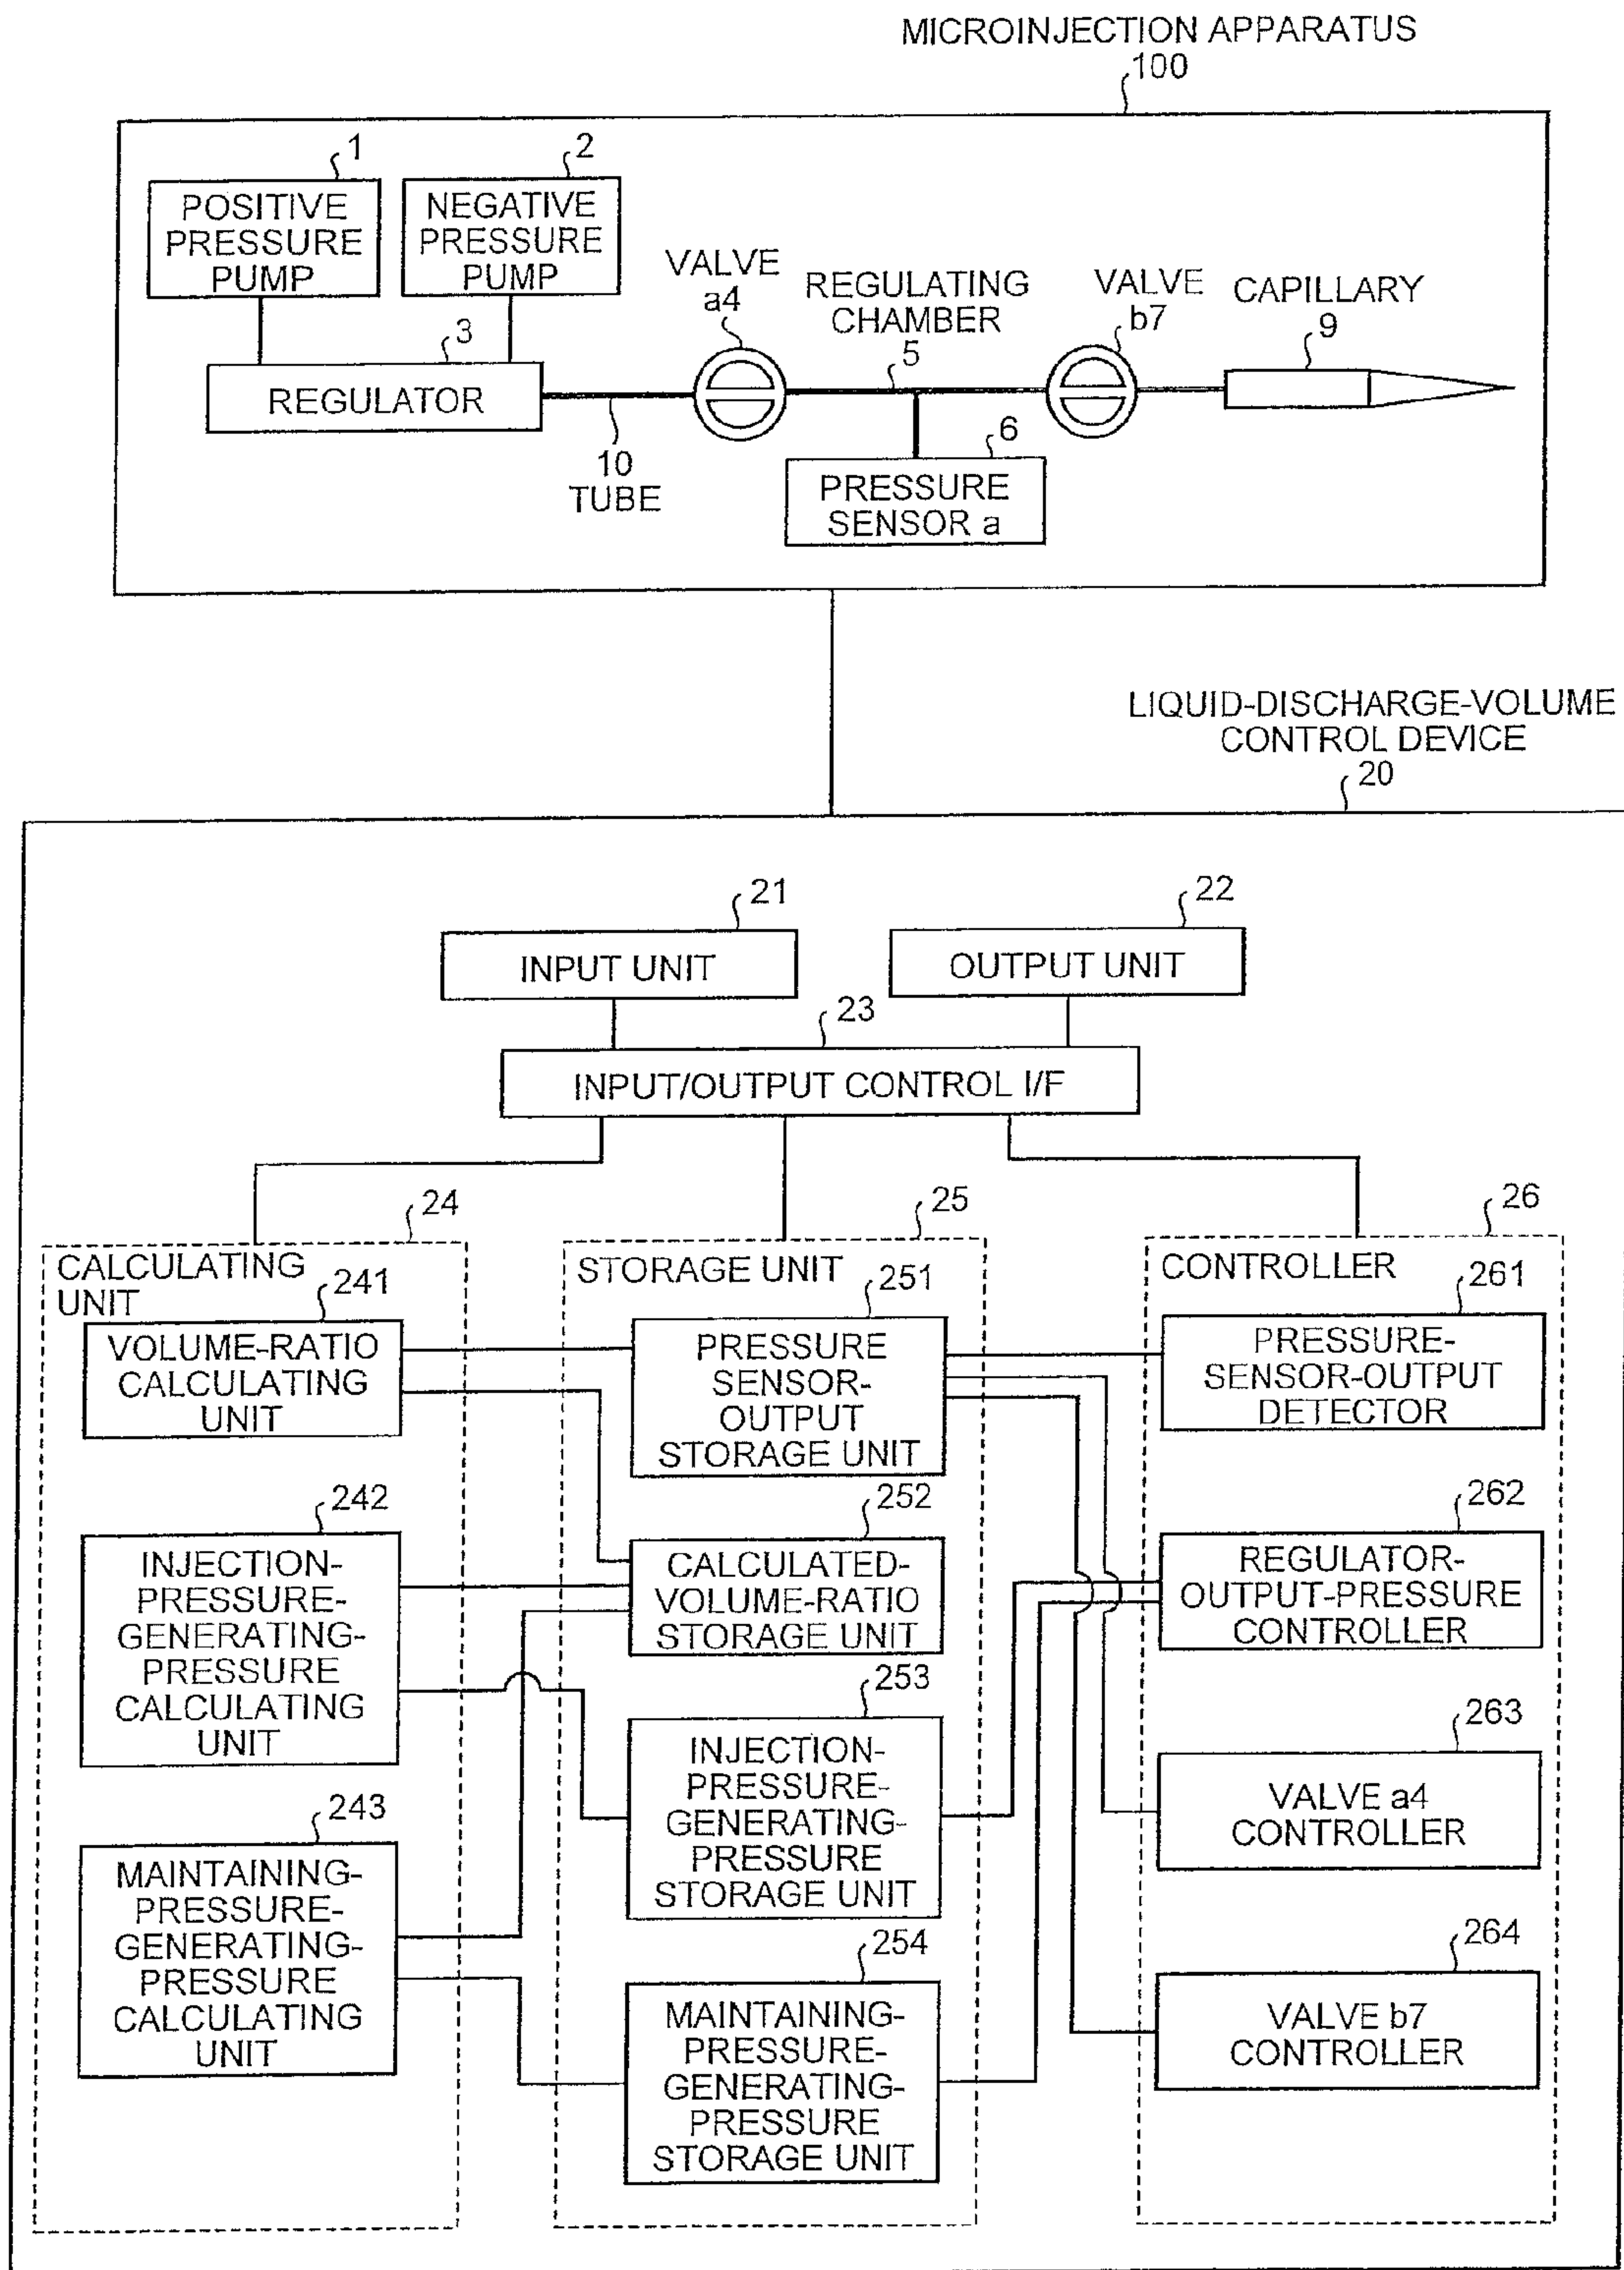 MICROINJECTION APPARATUS
100
1
2
POSITIVE
PRESSURE
PUMP
NEGATIVE
PRESSURE
PUMP
VALVE
a4
REGULATING
CHAMBER
5
VALVE
b7
CAPILLARY
9
3
REGULATOR
10
TUBE
6
PRESSURE
SENSOR a
LIQUID-DISCHARGE-VOLUME
CONTROL DEVICE
20
21
INPUT UNIT
22
OUTPUT UNIT
23
INPUT/OUTPUT CONTROL I/F
24
CALCULATING
UNIT
241
VOLUME-RATIO
CALCULATING
UNIT
242
INJECTION-
PRESSURE-
GENERATING-
PRESSURE
CALCULATING
UNIT
243
MAINTAINING-
PRESSURE-
GENERATING-
PRESSURE
CALCULATING
UNIT
25
STORAGE UNIT
251
PRESSURE
SENSOR-
OUTPUT
STORAGE UNIT
252
CALCULATED-
VOLUME-RATIO
STORAGE UNIT
253
INJECTION-
PRESSURE-
GENERATING-
PRESSURE
STORAGE UNIT
254
MAINTAINING-
PRESSURE-
GENERATING-
PRESSURE
STORAGE UNIT
26
CONTROLLER
261
PRESSURE-
SENSOR-OUTPUT
DETECTOR
262
REGULATOR-
OUTPUT-PRESSURE
CONTROLLER
263
VALVE a4
CONTROLLER
264
VALVE b7
CONTROLLER